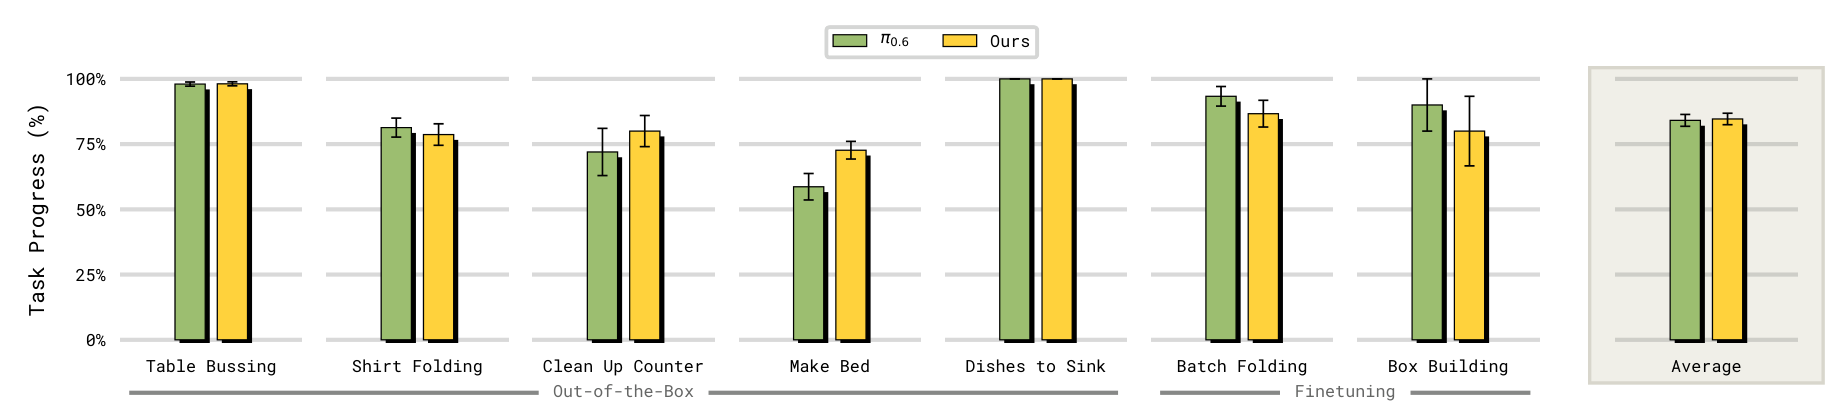 π0.6 Ours
Task Progress (%)
100%
75%
50%
25%
0%
Table Bussing Shirt Folding Clean Up Counter Make Bed Dishes to Sink Batch Folding Box Building Average
Out-of-the-Box Finetuning